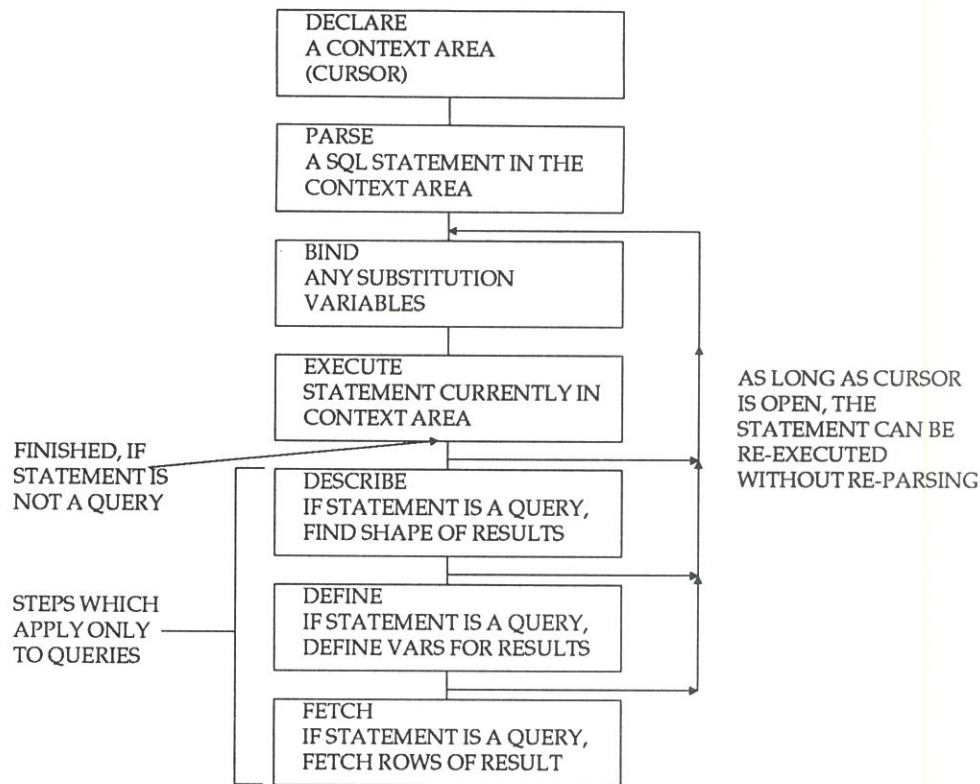 DECLARE
A CONTEXT AREA
(CURSOR)
PARSE
A SQL STATEMENT IN THE
CONTEXT AREA
BIND
ANY SUBSTITUTION
VARIABLES
EXECUTE
STATEMENT CURRENTLY IN
CONTEXT AREA
AS LONG AS CURSOR
IS OPEN, THE
STATEMENT CAN BE
RE-EXECUTED
WITHOUT RE-PARSING
FINISHED, IF
STATEMENT IS
NOT A QUERY
DESCRIBE
IF STATEMENT IS A QUERY,
FIND SHAPE OF RESULTS
STEPS WHICH
APPLY ONLY
TO QUERIES
DEFINE
IF STATEMENT IS A QUERY,
DEFINE VARS FOR RESULTS
FETCH
IF STATEMENT IS A QUERY,
FETCH ROWS OF RESULT